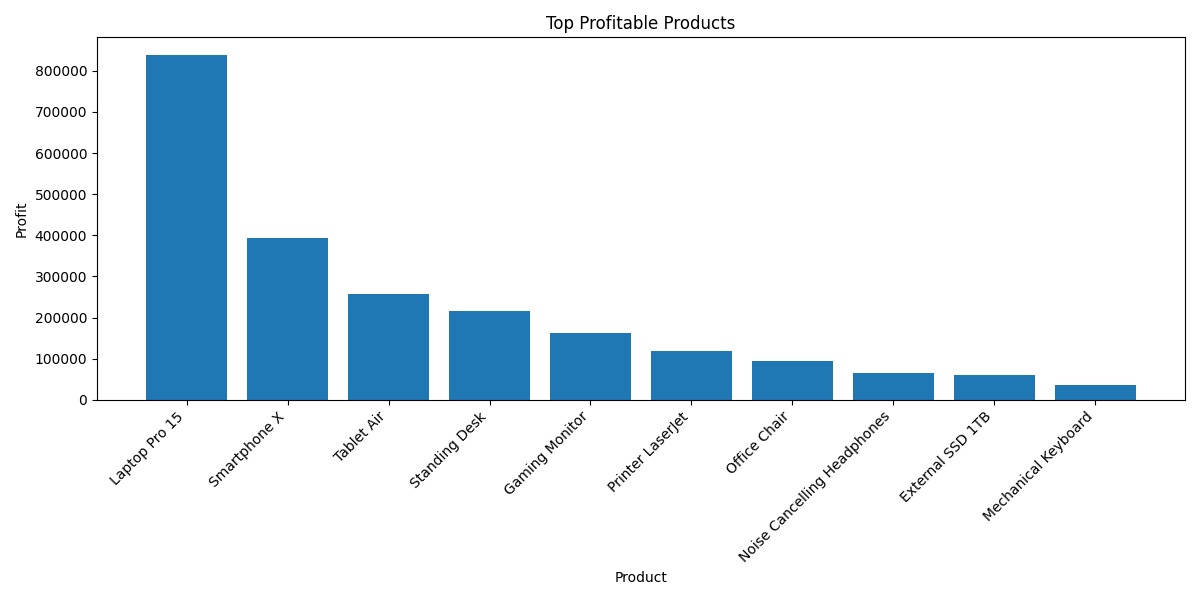 Top Profitable Products
Profit
800000
700000
600000
500000
400000
300000
200000
100000
0
Laptop Pro 15
Smartphone X
Tablet Air
Standing Desk
Gaming Monitor
Printer LaserJet
Office Chair
Noise Cancelling Headphones
External SSD 1TB
Mechanical Keyboard
Product